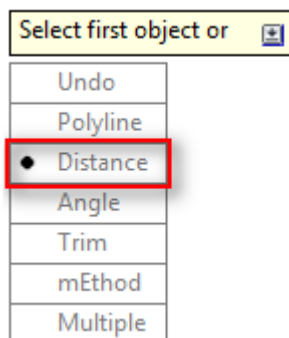 Select first object or
Undo
Polyline
Distance
Angle
Trim
mEthod
Multiple